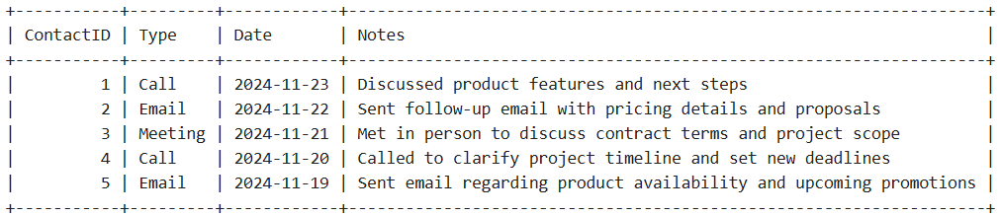 +-----------+---------+------------+-----------------------------------------------------------------+
| ContactID | Type    | Date       | Notes                                                           |
+-----------+---------+------------+-----------------------------------------------------------------+
|         1 | Call    | 2024-11-23 | Discussed product features and next steps                       |
|         2 | Email   | 2024-11-22 | Sent follow-up email with pricing details and proposals         |
|         3 | Meeting | 2024-11-21 | Met in person to discuss contract terms and project scope       |
|         4 | Call    | 2024-11-20 | Called to clarify project timeline and set new deadlines        |
|         5 | Email   | 2024-11-19 | Sent email regarding product availability and upcoming promotions |
+-----------+---------+------------+-----------------------------------------------------------------+